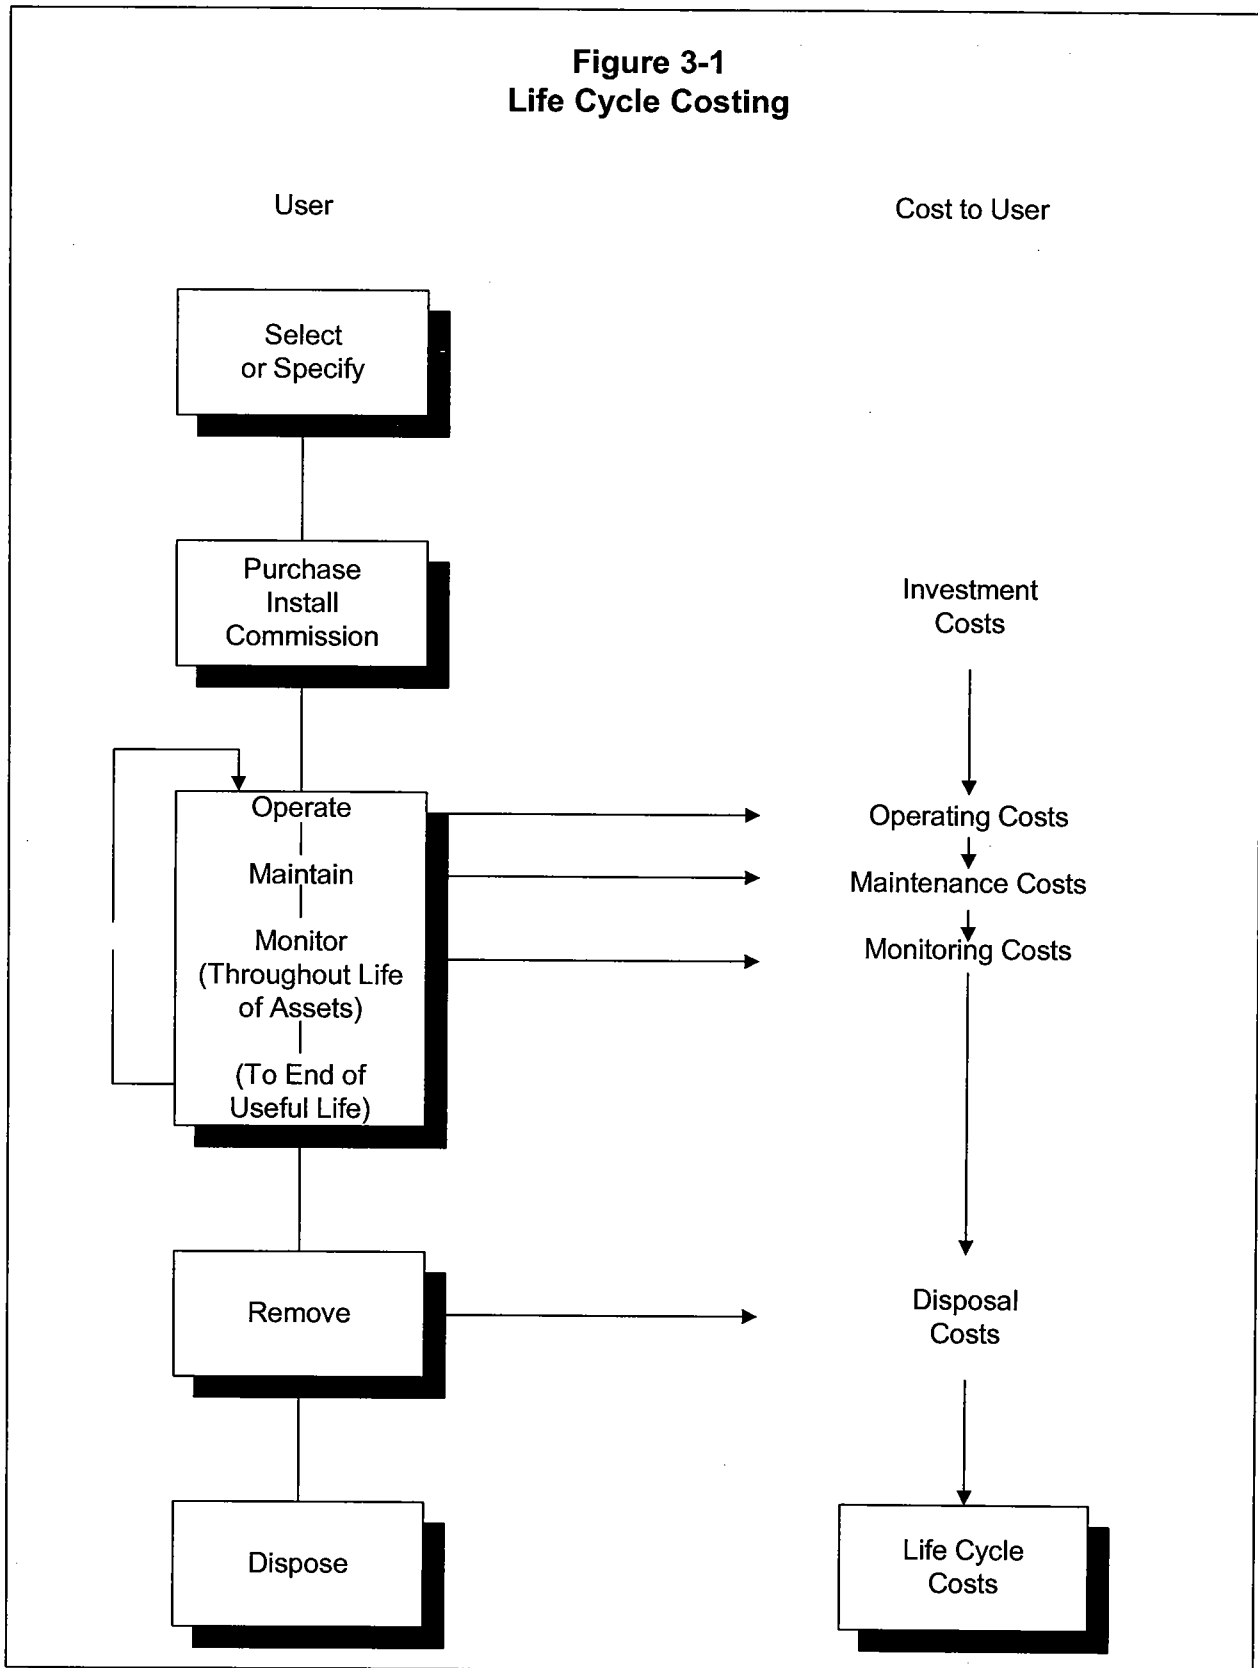 Figure 3-1
Life Cycle Costing
User
Cost to User
Select
or Specify
Purchase
Install
Commission
Investment
Costs
Operate
Operating Costs
Maintain
Maintenance Costs
Monitor
(Throughout Life
of Assets)
Monitoring Costs
(To End of
Useful Life)
Remove
Disposal
Costs
Dispose
Life Cycle
Costs